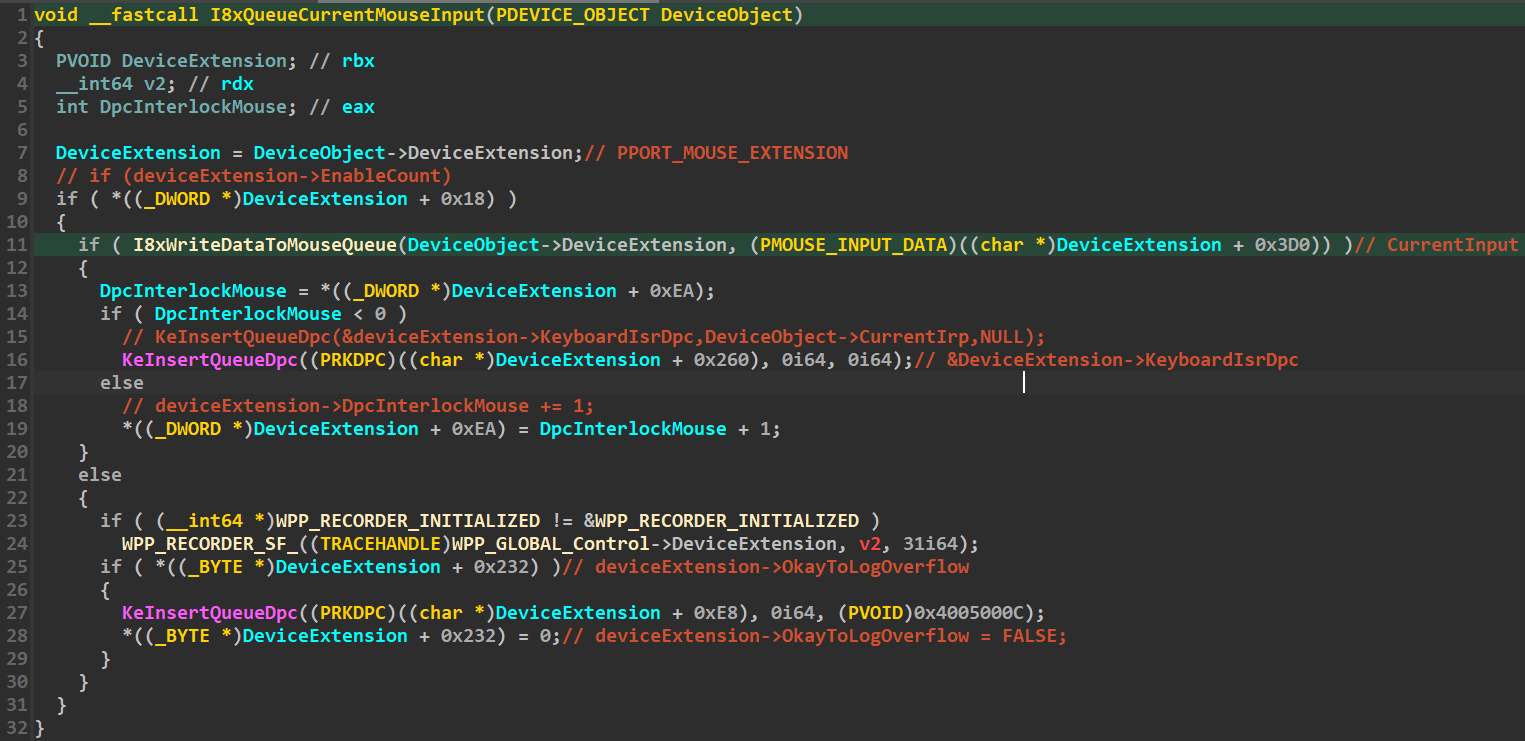 1 void __fastcall I8xQueueCurrentMouseInput(PDEVICE_OBJECT DeviceObject)
2 {
3   PVOID DeviceExtension; // rbx
4   __int64 v2; // rdx
5   int DpcInterlockMouse; // eax
6
7   DeviceExtension = DeviceObject->DeviceExtension;// PPORT_MOUSE_EXTENSION
8   // if (deviceExtension->EnableCount)
9   if ( *((_DWORD *)DeviceExtension + 0x18) )
10   {
11     if ( I8xWriteDataToMouseQueue(DeviceObject->DeviceExtension, (PMOUSE_INPUT_DATA)((char *)DeviceExtension + 0x3D0)) )// CurrentInput
12     {
13       DpcInterlockMouse = *((_DWORD *)DeviceExtension + 0xEA);
14       if ( DpcInterlockMouse < 0 )
15         // KeInsertQueueDpc(&deviceExtension->KeyboardIsrDpc,DeviceObject->CurrentIrp,NULL);
16         KeInsertQueueDpc((PRKDPC)((char *)DeviceExtension + 0x260), 0i64, 0i64);// &DeviceExtension->KeyboardIsrDpc
17       else
18         // deviceExtension->DpcInterlockMouse += 1;
19         *((_DWORD *)DeviceExtension + 0xEA) = DpcInterlockMouse + 1;
20     }
21     else
22     {
23       if ( (__int64 *)WPP_RECORDER_INITIALIZED != &WPP_RECORDER_INITIALIZED )
24         WPP_RECORDER_SF_((TRACEHANDLE)WPP_GLOBAL_Control->DeviceExtension, v2, 31i64);
25       if ( *((_BYTE *)DeviceExtension + 0x232) )// deviceExtension->OkayToLogOverflow
26       {
27         KeInsertQueueDpc((PRKDPC)((char *)DeviceExtension + 0xE8), 0i64, (PVOID)0x4005000C);
28         *((_BYTE *)DeviceExtension + 0x232) = 0;// deviceExtension->OkayToLogOverflow = FALSE;
29       }
30     }
31   }
32 }